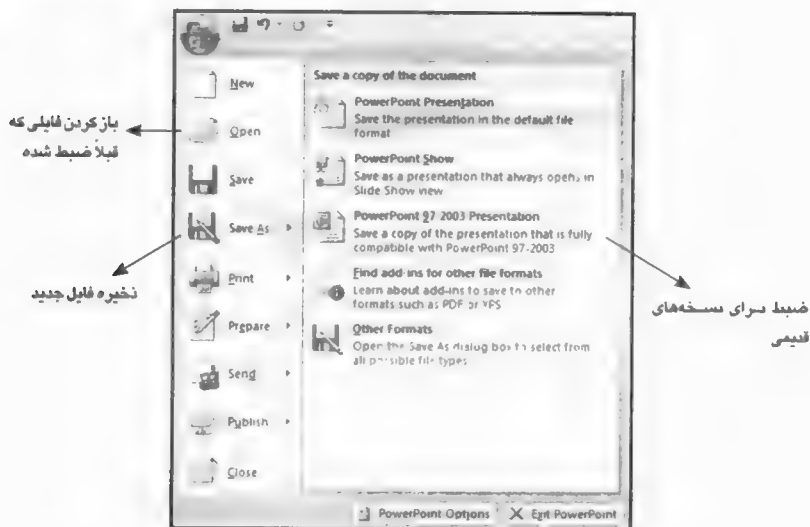 New
Open
Save
Save As
Print
Prepare
Send
Publish
Close
Save a copy of the document
PowerPoint Presentation
Save the presentation in the default file
format
PowerPoint Show
Save as a presentation that always opens in
Slide Show view
PowerPoint 97-2003 Presentation
Save a copy of the presentation that is fully
compatible with PowerPoint 97-2003
Find add-ins for other file formats
Learn about add-ins to save to other
formats such as PDF or XPS
Other Formats
Open the Save As dialog box to select from
all possible file types
PowerPoint Options
Exit PowerPoint
باز کردن فایلی که
قبلاً ضبط شده
ذخیره فایل جدید
ضبط برای نسخه‌های
قدیمی